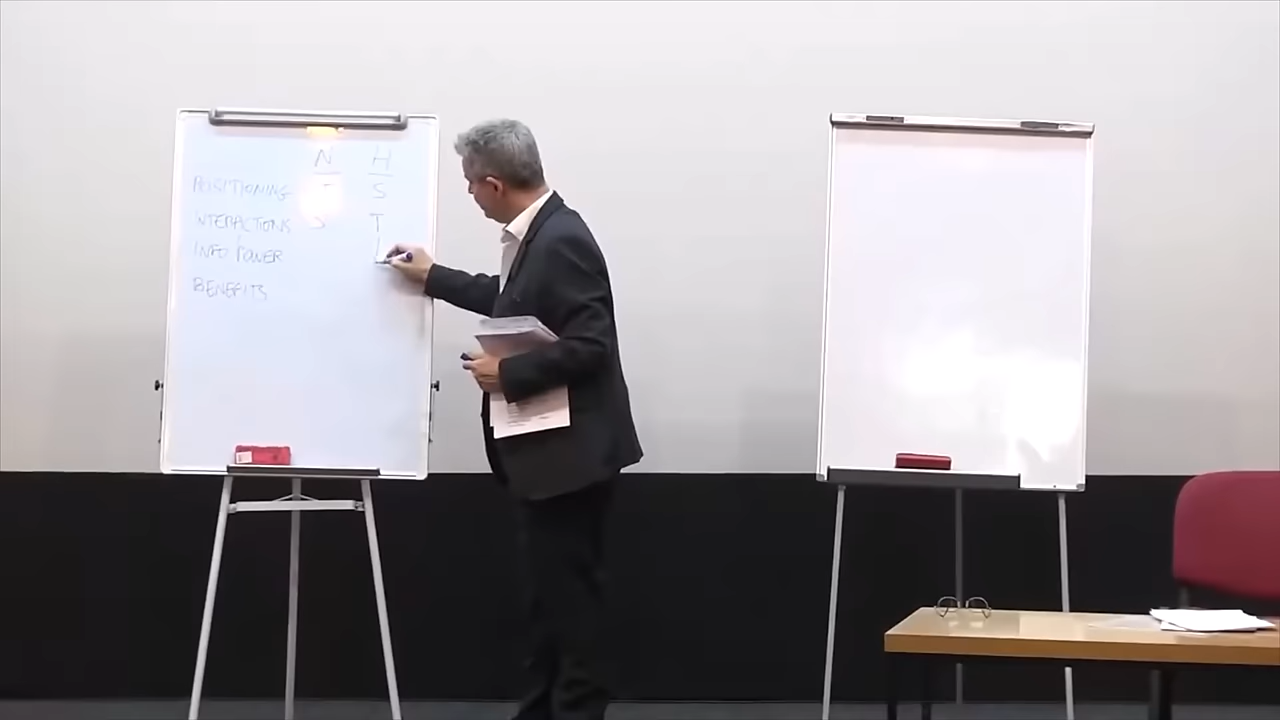 N H
POSITIONING T S
INTERACTIONS S T
INFO POWER
BENEFITS